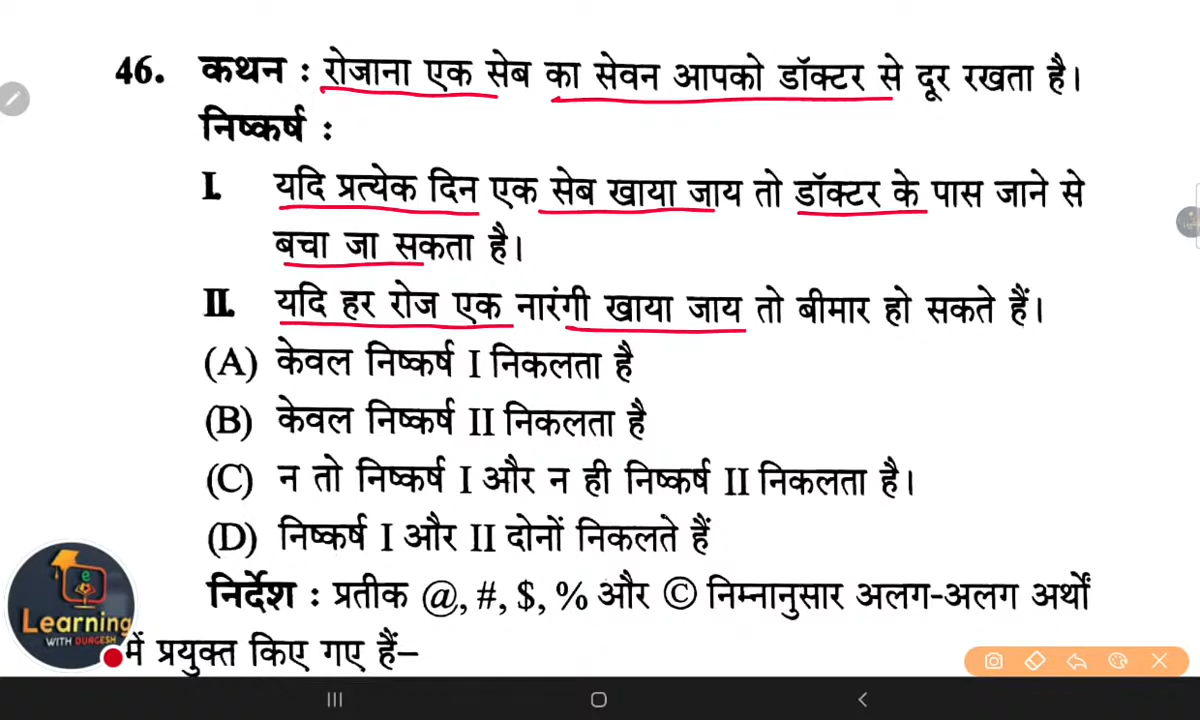 46. कथन : रोजाना एक सेब का सेवन आपको डॉक्टर से दूर रखता है।
निष्कर्ष :
I. यदि प्रत्येक दिन एक सेब खाया जाय तो डॉक्टर के पास जाने से
बचा जा सकता है।
II. यदि हर रोज एक नारंगी खाया जाय तो बीमार हो सकते हैं।
(A) केवल निष्कर्ष I निकलता है
(B) केवल निष्कर्ष II निकलता है
(C) न तो निष्कर्ष I और न ही निष्कर्ष II निकलता है।
(D) निष्कर्ष I और II दोनों निकलते हैं
निर्देश : प्रतीक @, #, $, % और © निम्नानुसार अलग-अलग अर्थों
में प्रयुक्त किए गए हैं–
e
Learning
WITH DURGESH